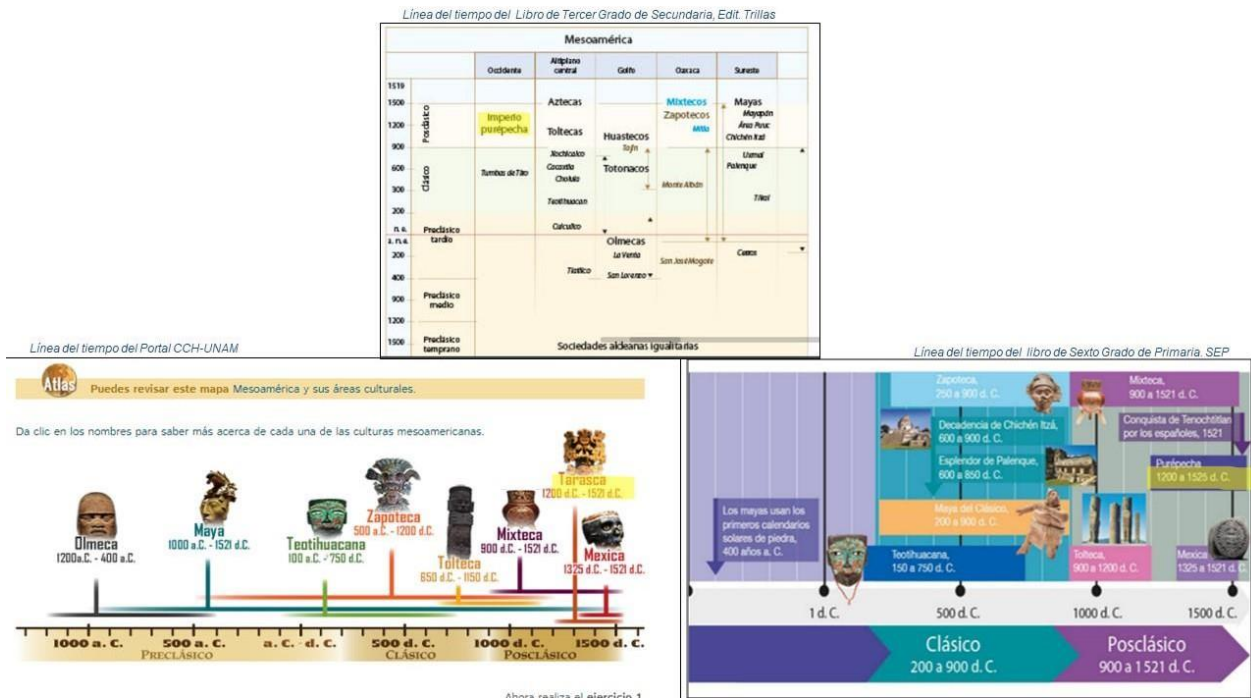 Línea del tiempo del Libro de Tercer Grado de Secundaria, Edit. Trillas
Mesoamérica
Occidente
Altiplano
central
Golfo
Oaxaca
Sureste
1519
1500
1200
900
600
300
200
n. e.
a. n. e.
200
400
900
1200
1500
Posclásico
Clásico
Preclásico
tardío
Preclásico
medio
Preclásico
temprano
Imperio
purépecha
Tumbas de Tiro
Aztecas
Toltecas
Xochicalco
Cacaxtla
Cholula
Teotihuacan
Cuicuilco
Tlatilco
Huastecos
Tajín
Totonacos
Olmecas
La Venta
San Lorenzo
Mixtecos
Zapotecos
Mitla
Monte Albán
San José Mogote
Mayas
Mayapán
Área Puuc
Chichén Itzá
Uxmal
Palenque
Tikal
Cerros
Sociedades aldeanas igualitarias
Línea del tiempo del Portal CCH-UNAM
Atlas
Puedes revisar este mapa Mesoamérica y sus áreas culturales.
Da clic en los nombres para saber más acerca de cada una de las culturas mesoamericanas.
Olmeca
1200a.C. - 400 a.C.
Maya
1000 a.C. - 1521 d.C.
Teotihuacana
100 a.C. - 750 d.C.
Zapoteca
500 a.C. - 1200 d.C.
Tolteca
650 d.C. - 1150 d.C.
Mixteca
900 d.C. - 1521 d.C.
Tarasca
1200 d.C. - 1521 d.C.
Mexica
1325 d.C. - 1521 d.C.
1000 a. C.
500 a. C.
a. C. - d. C.
500 d. C.
1000 d. C.
1500 d. C.
PRECLÁSICO
CLÁSICO
POSCLÁSICO
Ahora realiza el ejercicio 1
Línea del tiempo del libro de Sexto Grado de Primaria. SEP
Zapoteca,
250 a 900 d. C.
Mixteca,
900 a 1521 d. C.
Decadencia de Chichén Itzá,
600 a 900 d. C.
Conquista de Tenochtitlan
por los españoles, 1521
Esplendor de Palenque,
600 a 850 d. C.
Purépecha
1200 a 1525 d. C.
Los mayas usan los
primeros calendarios
solares de piedra,
400 años a. C.
Maya del Clásico,
200 a 900 d. C.
Teotihuacana,
150 a 750 d. C.
Tolteca,
900 a 1200 d. C.
Mexica
1325 a 1521 d. C.
1 d. C.
500 d. C.
1000 d. C.
1500 d. C.
Clásico
200 a 900 d. C.
Posclásico
900 a 1521 d. C.